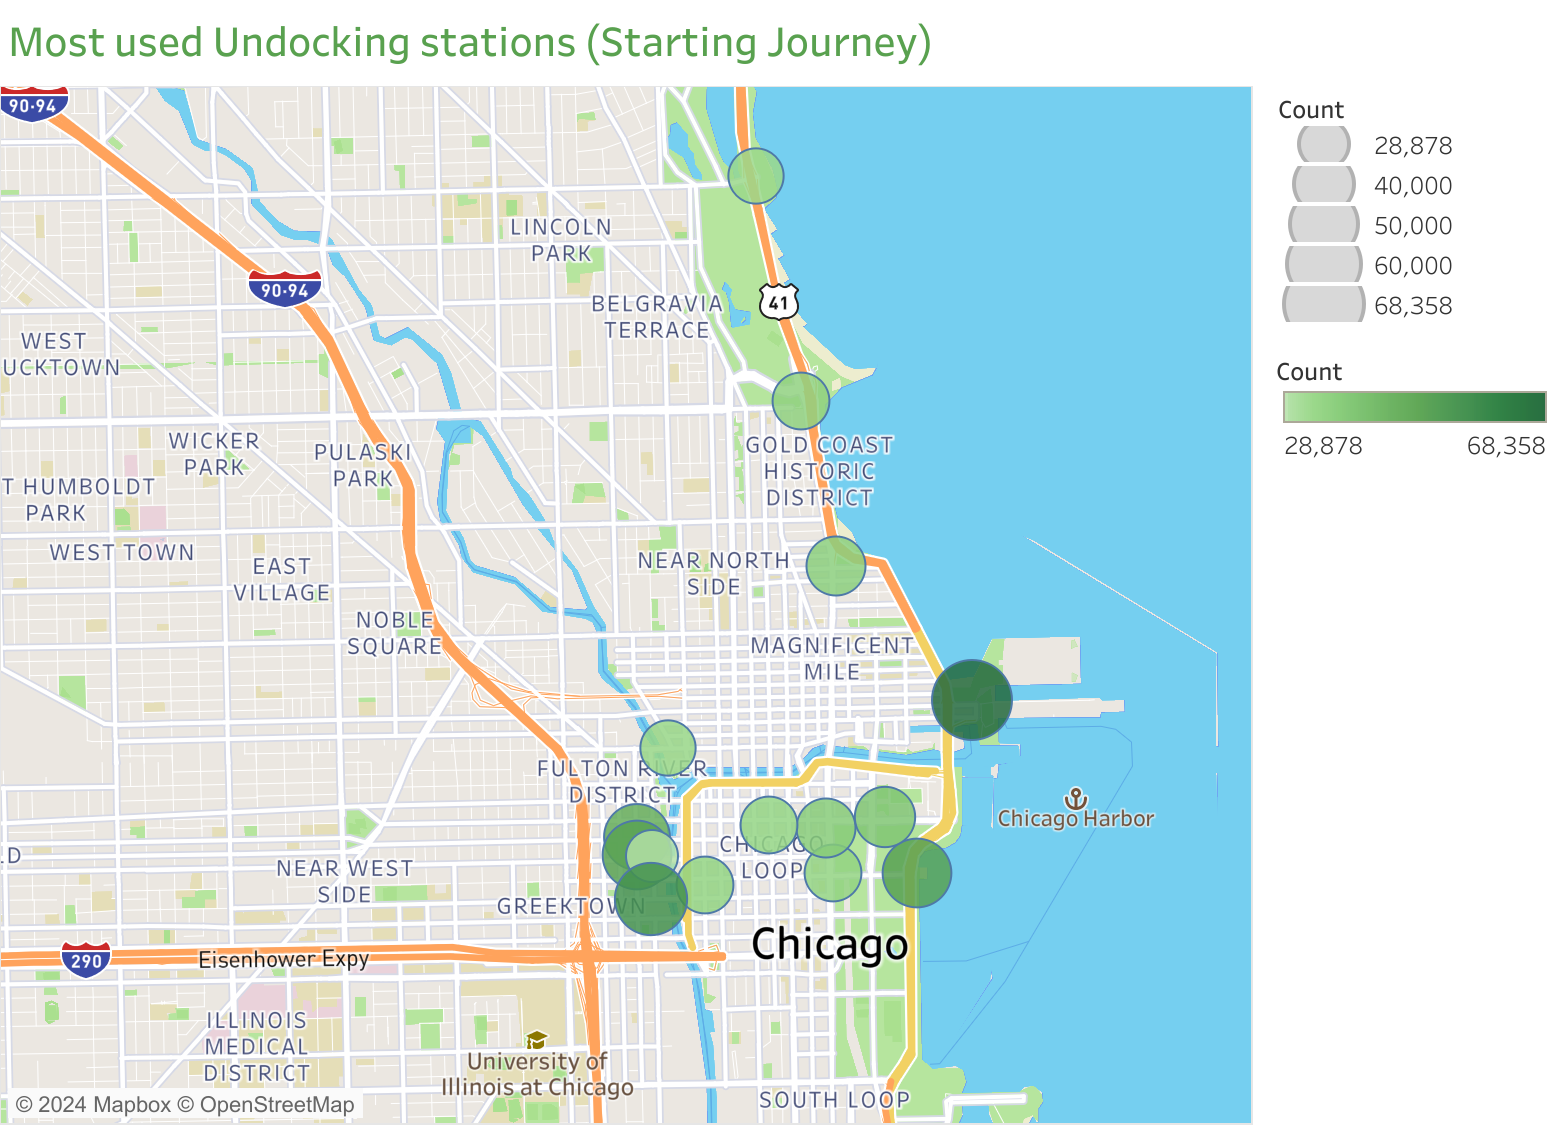 Most used Undocking stations (Starting Journey)
90-94
LINCOLN
PARK
90-94
BELGRAVIA
TERRACE
41
WEST
UCKTOWN
WICKER
PARK
PULASKI
PARK
GOLD COAST
HISTORIC
DISTRICT
T HUMBOLDT
PARK
WEST TOWN
EAST
VILLAGE
NEAR NORTH
SIDE
NOBLE
SQUARE
MAGNIFICENT
MILE
FULTON RIVER
DISTRICT
Chicago Harbor
CHICAGO
LOOP
LD
NEAR WEST
SIDE
GREEKTOWN
Chicago
290
Eisenhower Expy
ILLINOIS
MEDICAL
DISTRICT
University of
Illinois at Chicago
SOUTH LOOP
© 2024 Mapbox © OpenStreetMap
Count
28,878
40,000
50,000
60,000
68,358
Count
28,878 68,358